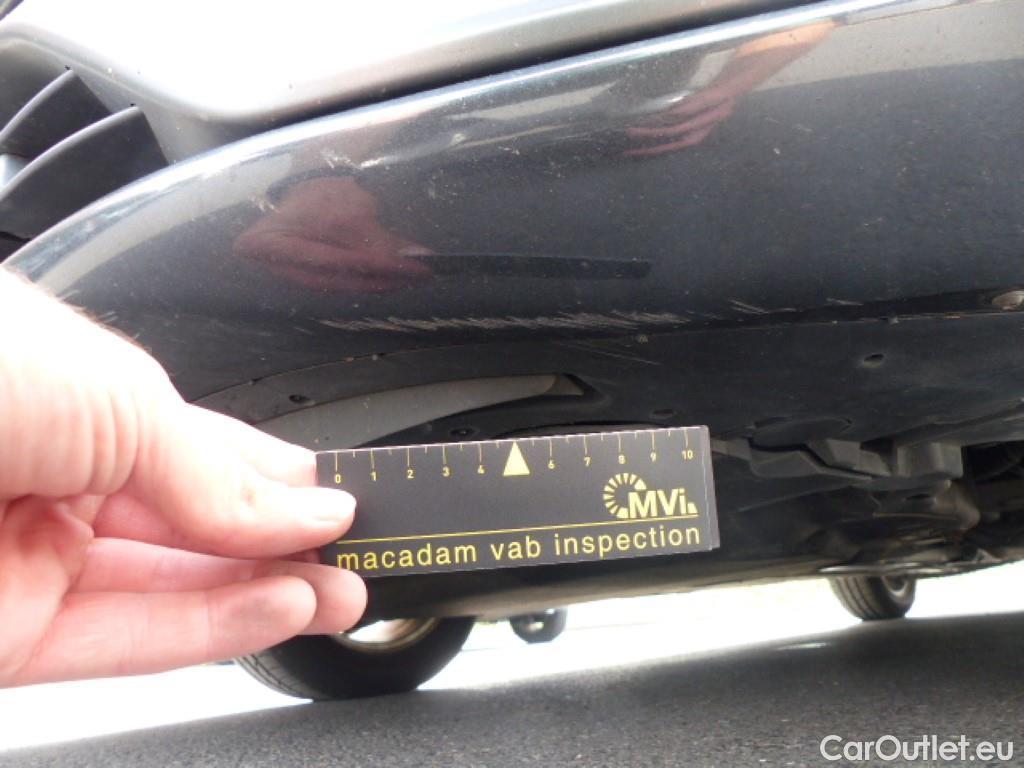 0 1 2 3 4 6 7 8 9 10
MVi
macadam vab inspection
CarOutlet.eu